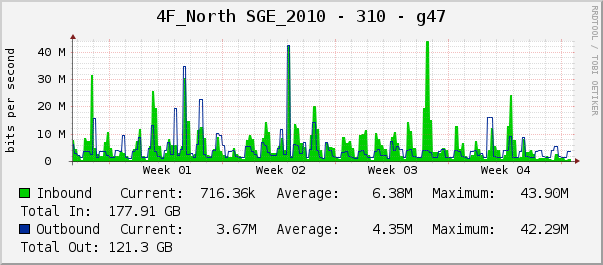 4F_North SGE_2010 - 310 - g47
RRDTOOL / TOBI OETIKER
bits per second
40 M
30 M
20 M
10 M
0
Week 01 Week 02 Week 03 Week 04
Inbound Current: 716.36k Average: 6.38M Maximum: 43.90M
Total In: 177.91 GB
Outbound Current: 3.67M Average: 4.35M Maximum: 42.29M
Total Out: 121.3 GB